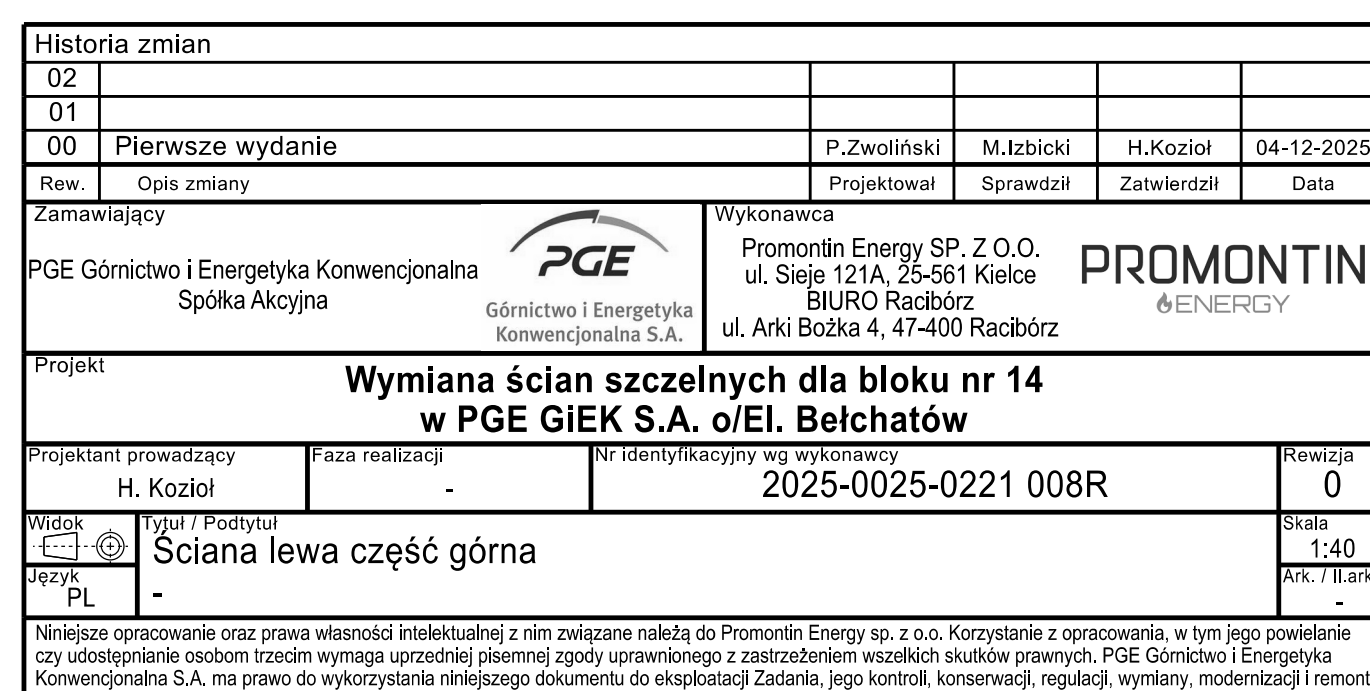 Historia zmian
02
01
00 Pierwsze wydanie P.Zwoliński M.Izbicki H.Kozioł 04-12-2025
Rew. Opis zmiany Projektował Sprawdził Zatwierdził Data
Zamawiający
PGE Górnictwo i Energetyka Konwencjonalna
Spółka Akcyjna
PGE
Górnictwo i Energetyka
Konwencjonalna S.A.
Wykonawca
Promontin Energy SP. Z O.O.
ul. Sieje 121A, 25-561 Kielce
BIURO Racibórz
ul. Arki Bożka 4, 47-400 Racibórz
PROMONTIN
ENERGY
Projekt
Wymiana ścian szczelnych dla bloku nr 14
w PGE GiEK S.A. o/El. Bełchatów
Projektant prowadzący
H. Kozioł
Faza realizacji
-
Nr identyfikacyjny wg wykonawcy
2025-0025-0221 008R
Rewizja
0
Widok
Tytuł / Podtytuł
Ściana lewa część górna
-
Skala
1:40
Język
PL
Ark. / Il.ark
-
Niniejsze opracowanie oraz prawa własności intelektualnej z nim związane należą do Promontin Energy sp. z o.o. Korzystanie z opracowania, w tym jego powielanie
czy udostępnianie osobom trzecim wymaga uprzedniej pisemnej zgody uprawnionego z zastrzeżeniem wszelkich skutków prawnych. PGE Górnictwo i Energetyka
Konwencjonalna S.A. ma prawo do wykorzystania niniejszego dokumentu do eksploatacji Zadania, jego kontroli, konserwacji, regulacji, wymiany, modernizacji i remont